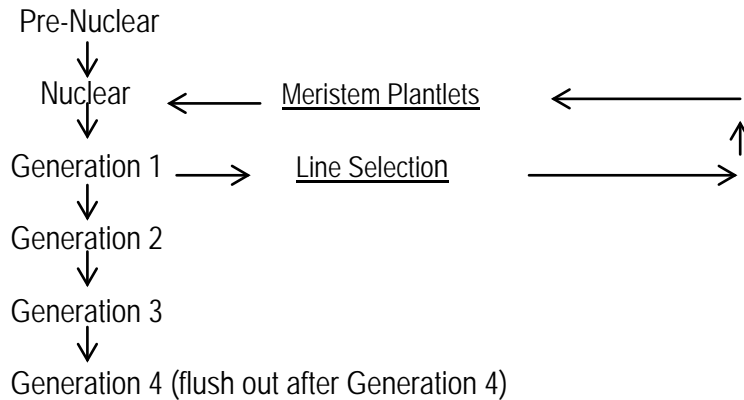 Pre-Nuclear
Nuclear
Meristem Plantlets
Generation 1
Line Selection
Generation 2
Generation 3
Generation 4 (flush out after Generation 4)